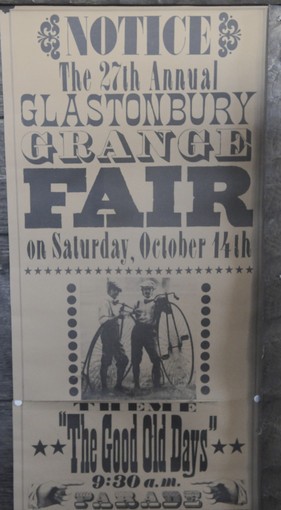 NOTICE
The 27th Annual
GLASTONBURY
GRANGE
FAIR
on Saturday, October 14th
THEME
"The Good Old Days"
9:30 a.m.
PARADE